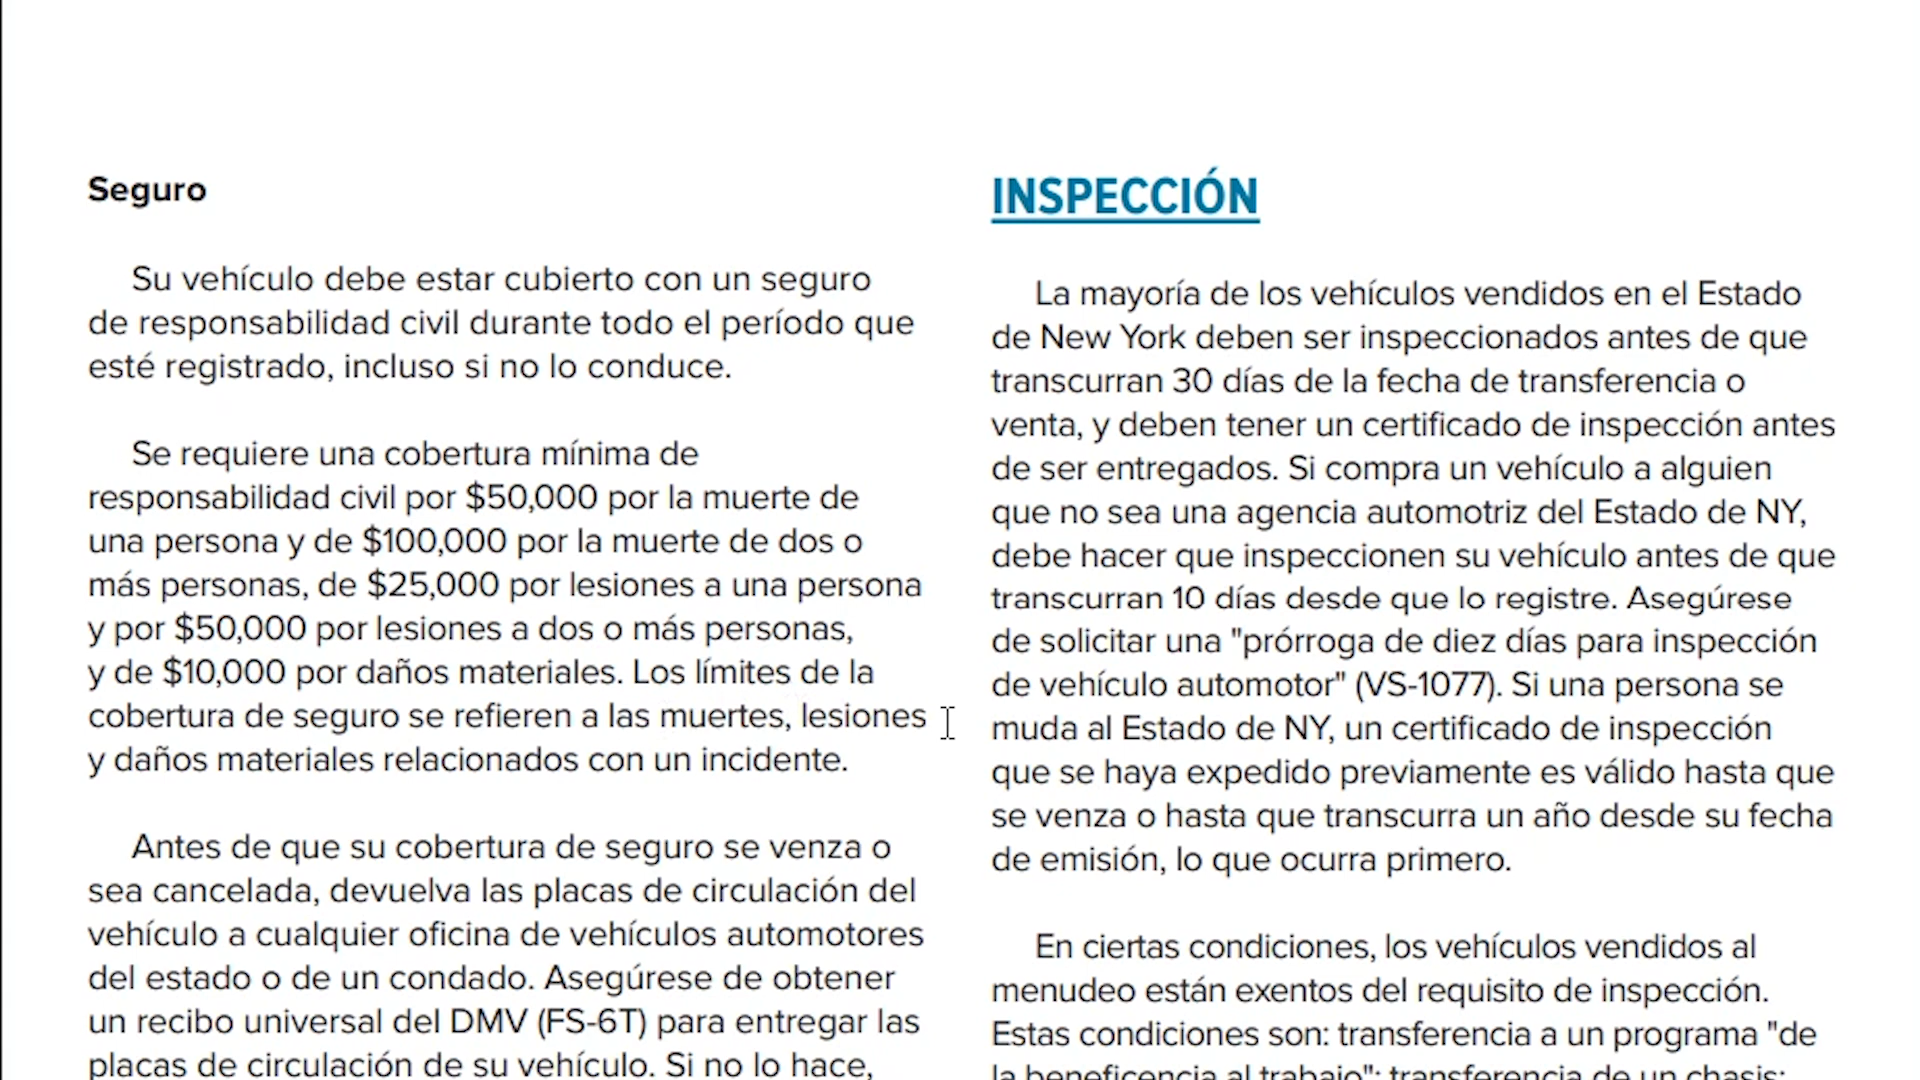 Seguro
Su vehículo debe estar cubierto con un seguro
de responsabilidad civil durante todo el período que
esté registrado, incluso si no lo conduce.
Se requiere una cobertura mínima de
responsabilidad civil por $50,000 por la muerte de
una persona y de $100,000 por la muerte de dos o
más personas, de $25,000 por lesiones a una persona
y por $50,000 por lesiones a dos o más personas,
y de $10,000 por daños materiales. Los límites de la
cobertura de seguro se refieren a las muertes, lesiones
y daños materiales relacionados con un incidente.
Antes de que su cobertura de seguro se venza o
sea cancelada, devuelva las placas de circulación del
vehículo a cualquier oficina de vehículos automotores
del estado o de un condado. Asegúrese de obtener
un recibo universal del DMV (FS-6T) para entregar las
placas de circulación de su vehículo. Si no lo hace,
INSPECCIÓN
La mayoría de los vehículos vendidos en el Estado
de New York deben ser inspeccionados antes de que
transcurran 30 días de la fecha de transferencia o
venta, y deben tener un certificado de inspección antes
de ser entregados. Si compra un vehículo a alguien
que no sea una agencia automotriz del Estado de NY,
debe hacer que inspeccionen su vehículo antes de que
transcurran 10 días desde que lo registre. Asegúrese
de solicitar una "prórroga de diez días para inspección
de vehículo automotor" (VS-1077). Si una persona se
muda al Estado de NY, un certificado de inspección
que se haya expedido previamente es válido hasta que
se venza o hasta que transcurra un año desde su fecha
de emisión, lo que ocurra primero.
En ciertas condiciones, los vehículos vendidos al
menudeo están exentos del requisito de inspección.
Estas condiciones son: transferencia a un programa "de
la beneficencia al trabajo"; transferencia de un chasis;